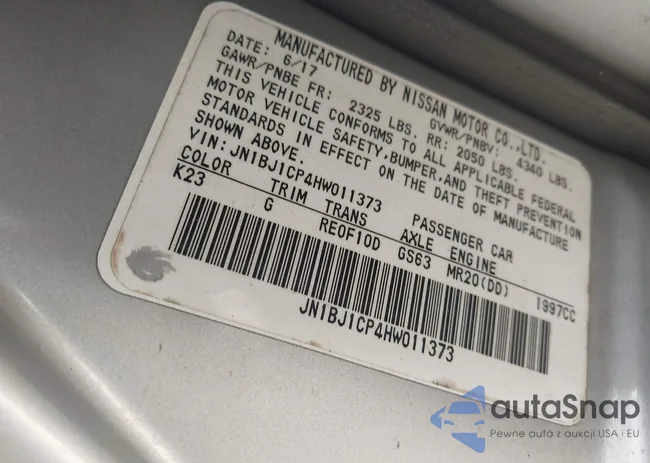 MANUFACTURED BY NISSAN MOTOR CO.,LTD.
DATE: 6/17 GVWR/PNBV: 4340 LBS.
GAWR/PNBE FR: 2325 LBS. RR: 2050 LBS.
THIS VEHICLE CONFORMS TO ALL APPLICABLE FEDERAL
MOTOR VEHICLE SAFETY,BUMPER,AND THEFT PREVENTION
STANDARDS IN EFFECT ON THE DATE OF MANUFACTURE
SHOWN ABOVE.
VIN: JN1BJ1CP4HW011373 PASSENGER CAR
COLOR TRIM TRANS AXLE ENGINE
K23 G RE0F10D GS63 MR20(DD) 1997CC
JN1BJ1CP4HW011373
autaSnap
Pewne auta z aukcji USA i EU